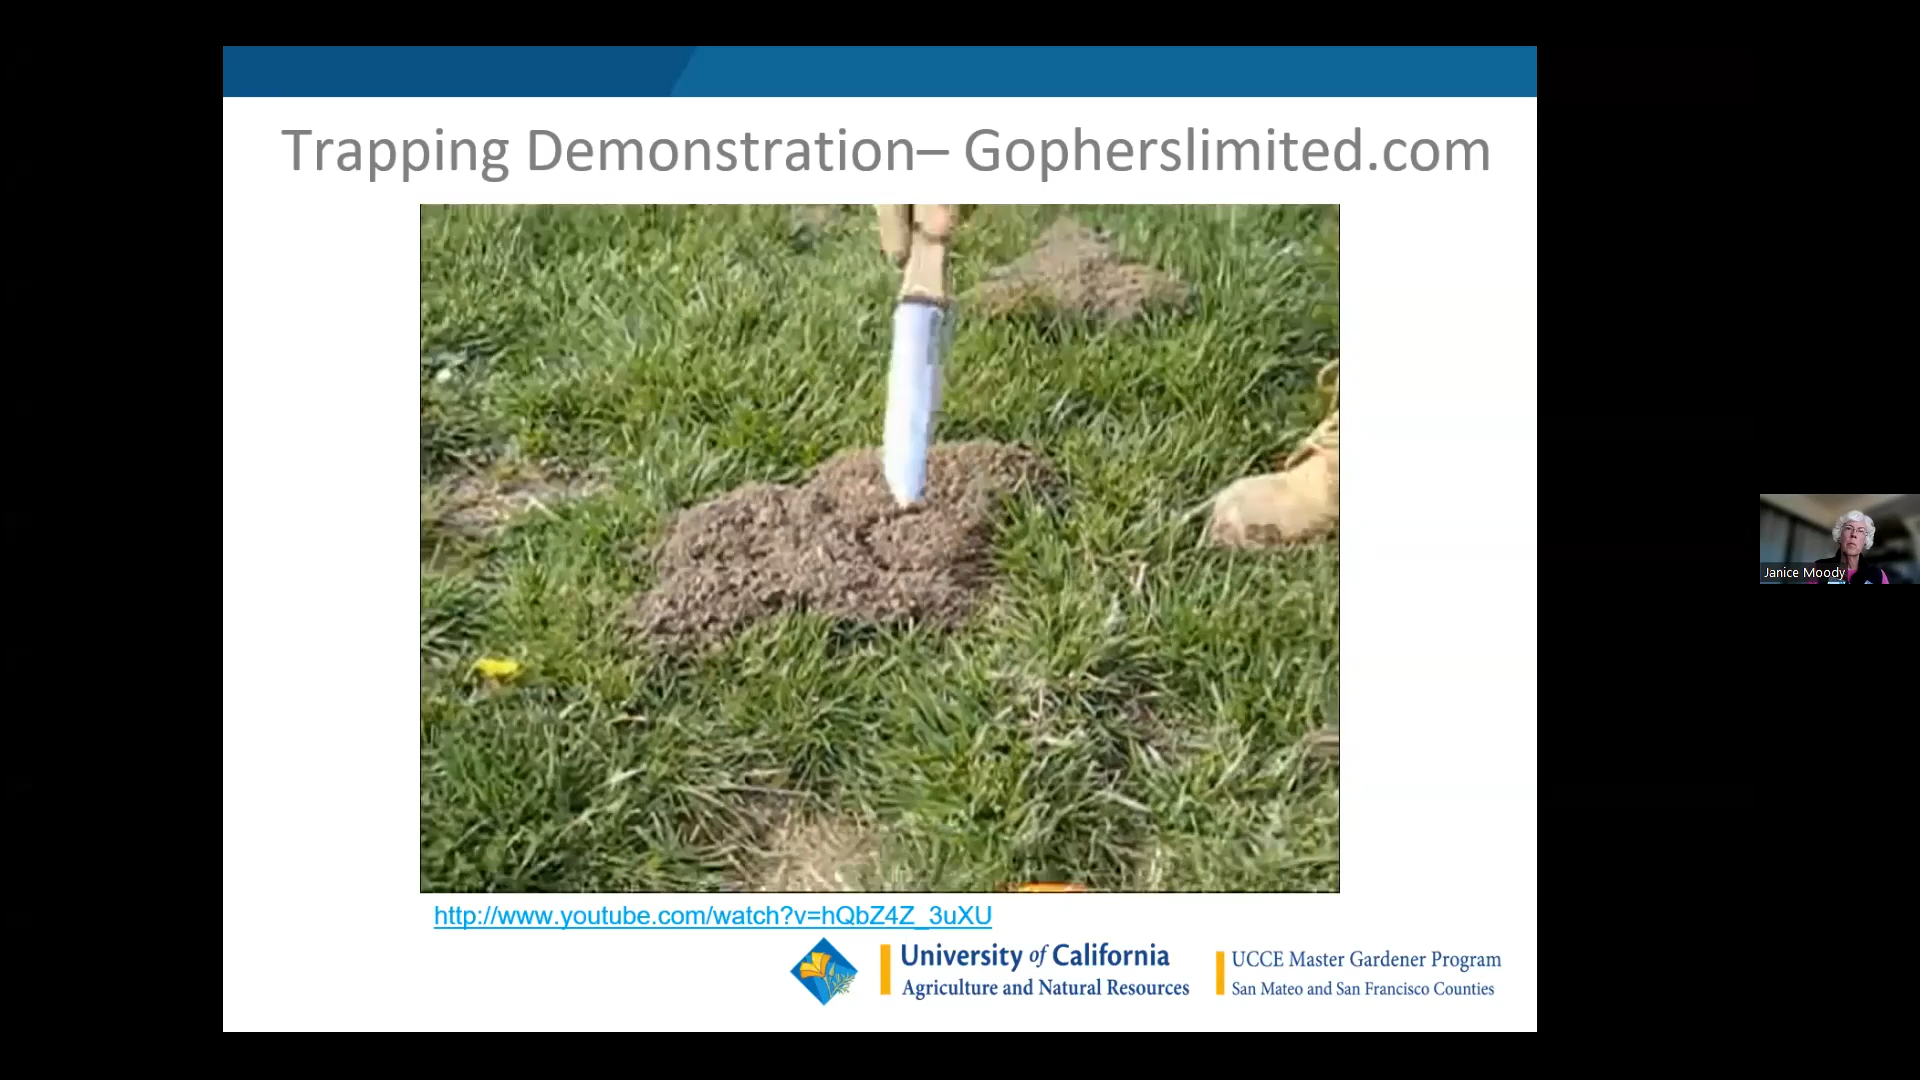 Trapping Demonstration– Gopherslimited.com
Janice Moody
http://www.youtube.com/watch?v=hQbZ4Z_3uXU
University of California
Agriculture and Natural Resources
UCCE Master Gardener Program
San Mateo and San Francisco Counties